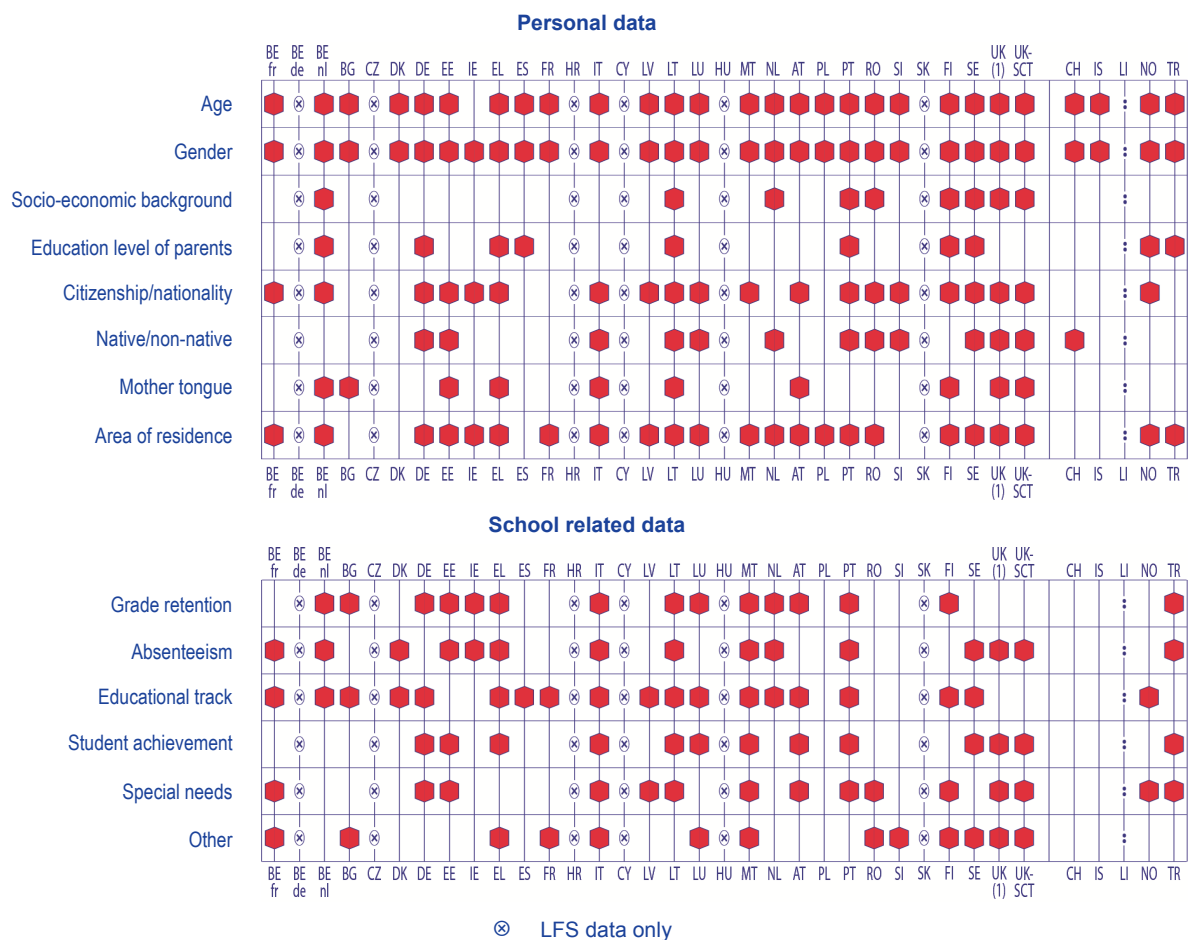 Personal data
BE fr BE de BE nl BG CZ DK DE EE IE EL ES FR HR IT CY LV LT LU HU MT NL AT PL PT RO SI SK FI SE UK (1) UK-SCT CH IS LI NO TR
Age
Gender
Socio-economic background
Education level of parents
Citizenship/nationality
Native/non-native
Mother tongue
Area of residence
BE fr BE de BE nl BG CZ DK DE EE IE EL ES FR HR IT CY LV LT LU HU MT NL AT PL PT RO SI SK FI SE UK (1) UK-SCT CH IS LI NO TR
School related data
BE fr BE de BE nl BG CZ DK DE EE IE EL ES FR HR IT CY LV LT LU HU MT NL AT PL PT RO SI SK FI SE UK (1) UK-SCT CH IS LI NO TR
Grade retention
Absenteeism
Educational track
Student achievement
Special needs
Other
BE fr BE de BE nl BG CZ DK DE EE IE EL ES FR HR IT CY LV LT LU HU MT NL AT PL PT RO SI SK FI SE UK (1) UK-SCT CH IS LI NO TR
⊗ LFS data only